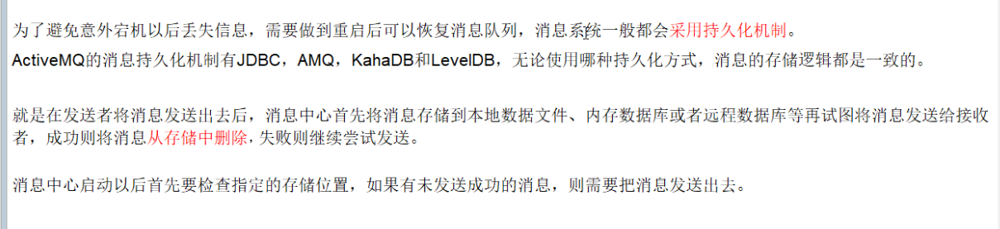 为了避免意外宕机以后丢失信息，需要做到重启后可以恢复消息队列，消息系统一般都会采用持久化机制。
ActiveMQ的消息持久化机制有JDBC，AMQ，KahaDB和LevelDB，无论使用哪种持久化方式，消息的存储逻辑都是一致的。
就是在发送者将消息发送出去后，消息中心首先将消息存储到本地数据文件、内存数据库或者远程数据库等再试图将消息发送给接收
者，成功则将消息从存储中删除，失败则继续尝试发送。
消息中心启动以后首先要检查指定的存储位置，如果有未发送成功的消息，则需要把消息发送出去。